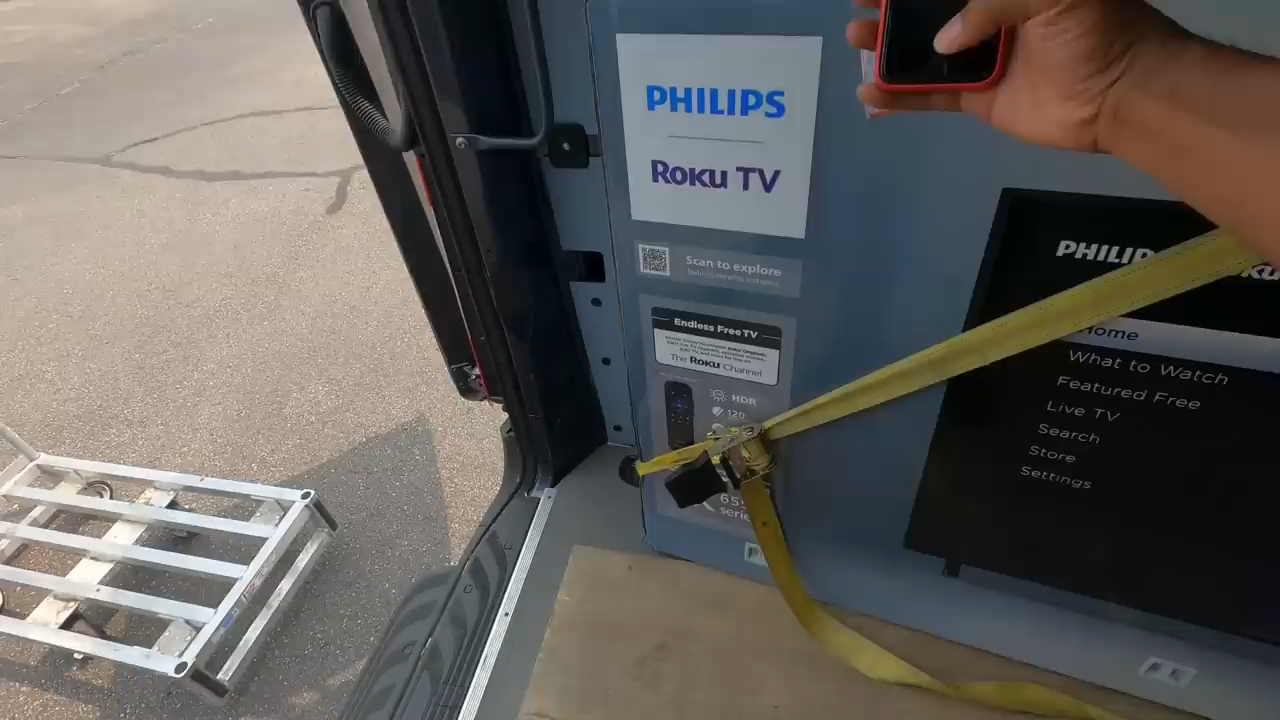 PHILIPS
Roku TV
Scan to explore
Endless Free TV
The Roku Channel
HDR
120
PHILIP
Home
What to Watch
Featured Free
Live TV
Search
Store
Settings